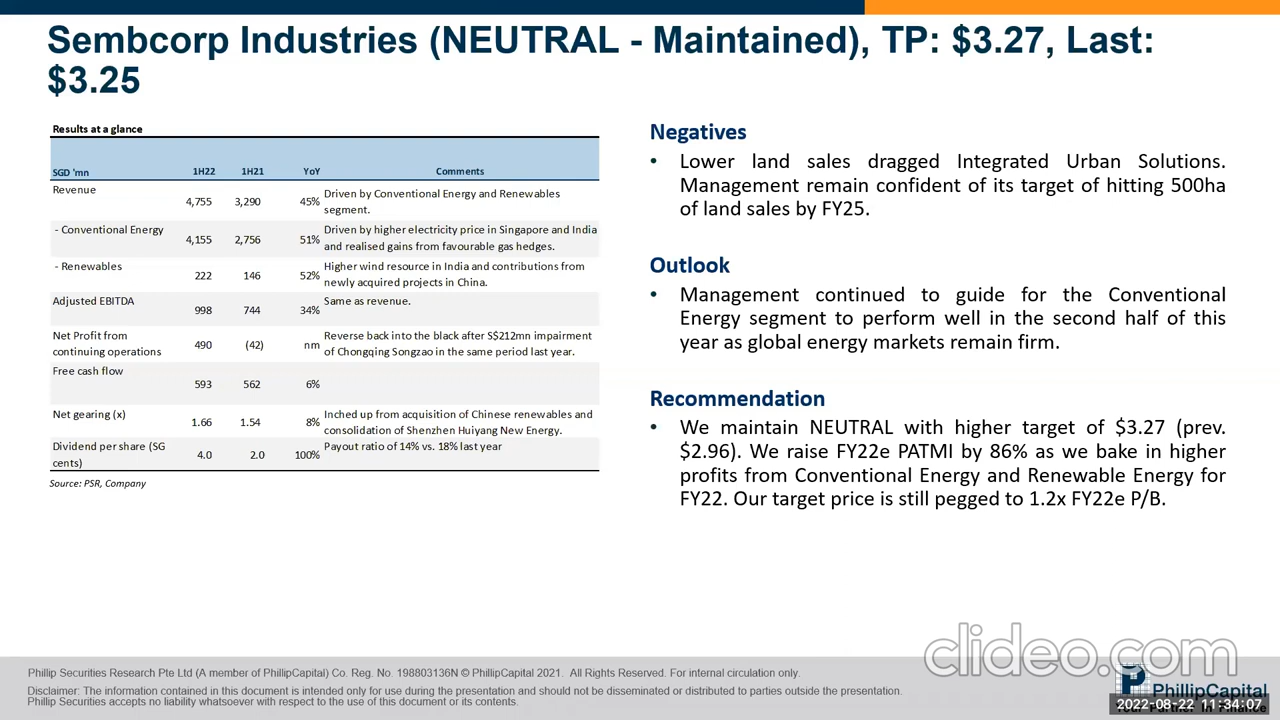 Sembcorp Industries (NEUTRAL - Maintained), TP: $3.27, Last:
$3.25
Results at a glance
SGD 'mn 1H22 1H21 YoY Comments
Revenue 4,755 3,290 45% Driven by Conventional Energy and Renewables
segment.
- Conventional Energy 4,155 2,756 51% Driven by higher electricity price in Singapore and India
and realised gains from favourable gas hedges.
- Renewables 222 146 52% Higher wind resource in India and contributions from
newly acquired projects in China.
Adjusted EBITDA 998 744 34% Same as revenue.
Net Profit from 490 (42) nm Reverse back into the black after S$212mn impairment
continuing operations of Chongqing Songzao in the same period last year.
Free cash flow 593 562 6%
Net gearing (x) 1.66 1.54 8% Inched up from acquisition of Chinese renewables and
consolidation of Shenzhen Huiyang New Energy.
Dividend per share (SG 4.0 2.0 100% Payout ratio of 14% vs. 18% last year
cents)
Source: PSR, Company
Negatives
• Lower land sales dragged Integrated Urban Solutions.
Management remain confident of its target of hitting 500ha
of land sales by FY25.
Outlook
• Management continued to guide for the Conventional
Energy segment to perform well in the second half of this
year as global energy markets remain firm.
Recommendation
• We maintain NEUTRAL with higher target of $3.27 (prev.
$2.96). We raise FY22e PATMI by 86% as we bake in higher
profits from Conventional Energy and Renewable Energy for
FY22. Our target price is still pegged to 1.2x FY22e P/B.
clideo.com
Phillip Securities Research Pte Ltd (A member of PhillipCapital) Co. Reg. No. 198803136N © PhillipCapital 2021. All Rights Reserved. For internal circulation only.
Disclaimer: The information contained in this document is intended only for use during the presentation and should not be disseminated or distributed to parties outside the presentation.
Phillip Securities accepts no liability whatsoever with respect to the use of this document or its contents.
PhillipCapital
Your Partner In Finance
2022-08-22 11:34:07